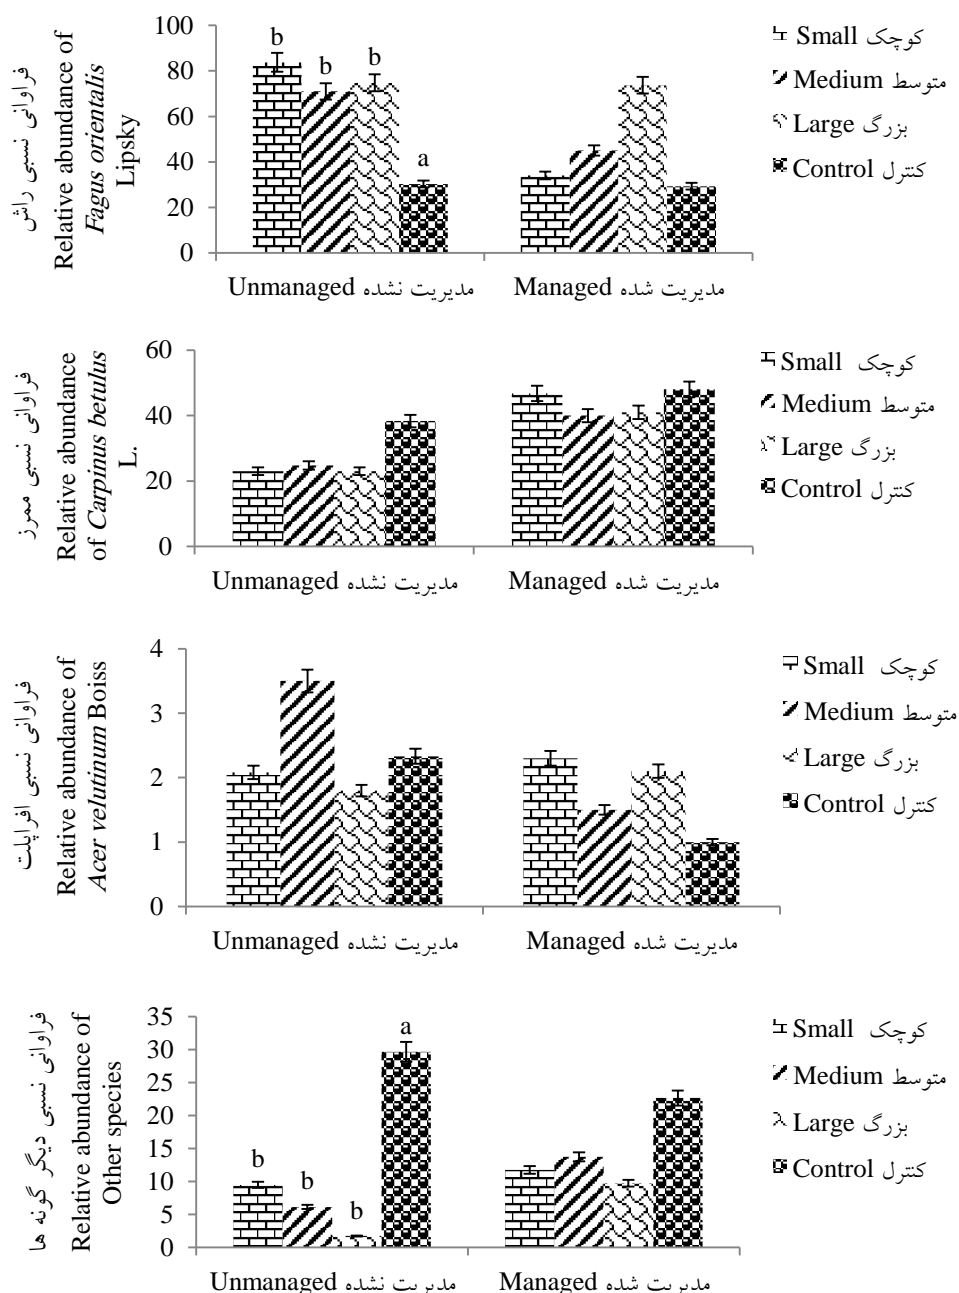 فراوانی نسبی راش
Relative abundance of
Fagus orientalis
Lipsky
100
80
60
40
20
0
b
b
b
a
Unmanaged مدیریت نشده
Managed مدیریت شده
Small کوچک
Medium متوسط
Large بزرگ
Control کنترل
فراوانی نسبی ممرز
Relative abundance
of Carpinus betulus
L.
60
40
20
0
Unmanaged مدیریت نشده
Managed مدیریت شده
Small کوچک
Medium متوسط
Large بزرگ
Control کنترل
فراوانی نسبی افراپلت
Relative abundance of
Acer velutinum Boiss
4
3
2
1
0
Unmanaged مدیریت نشده
Managed مدیریت شده
Small کوچک
Medium متوسط
Large بزرگ
Control کنترل
فراوانی نسبی دیگر گونه ها
Relative abundance of
Other species
35
30
25
20
15
10
5
0
b
b
b
a
Unmanaged مدیریت نشده
Managed مدیریت شده
Small کوچک
Medium متوسط
Large بزرگ
Control کنترل